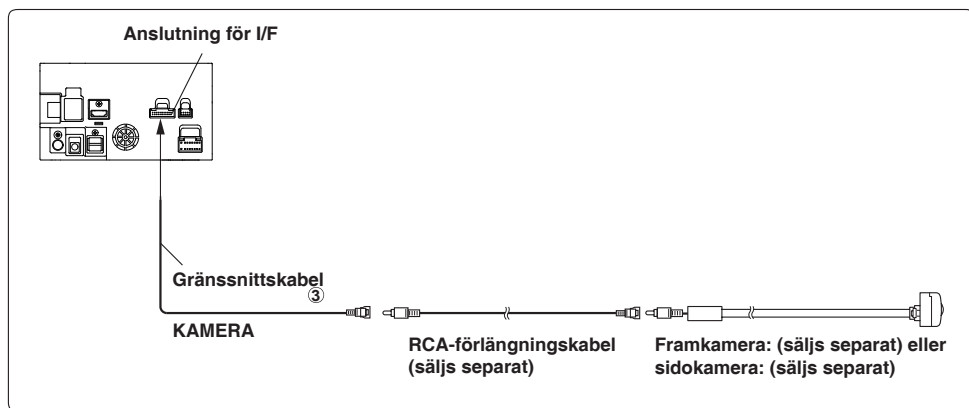 Anslutning för I/F
Gränssnittskabel
③
KAMERA
RCA-förlängningskabel
(säljs separat)
Framkamera: (säljs separat) eller
sidokamera: (säljs separat)